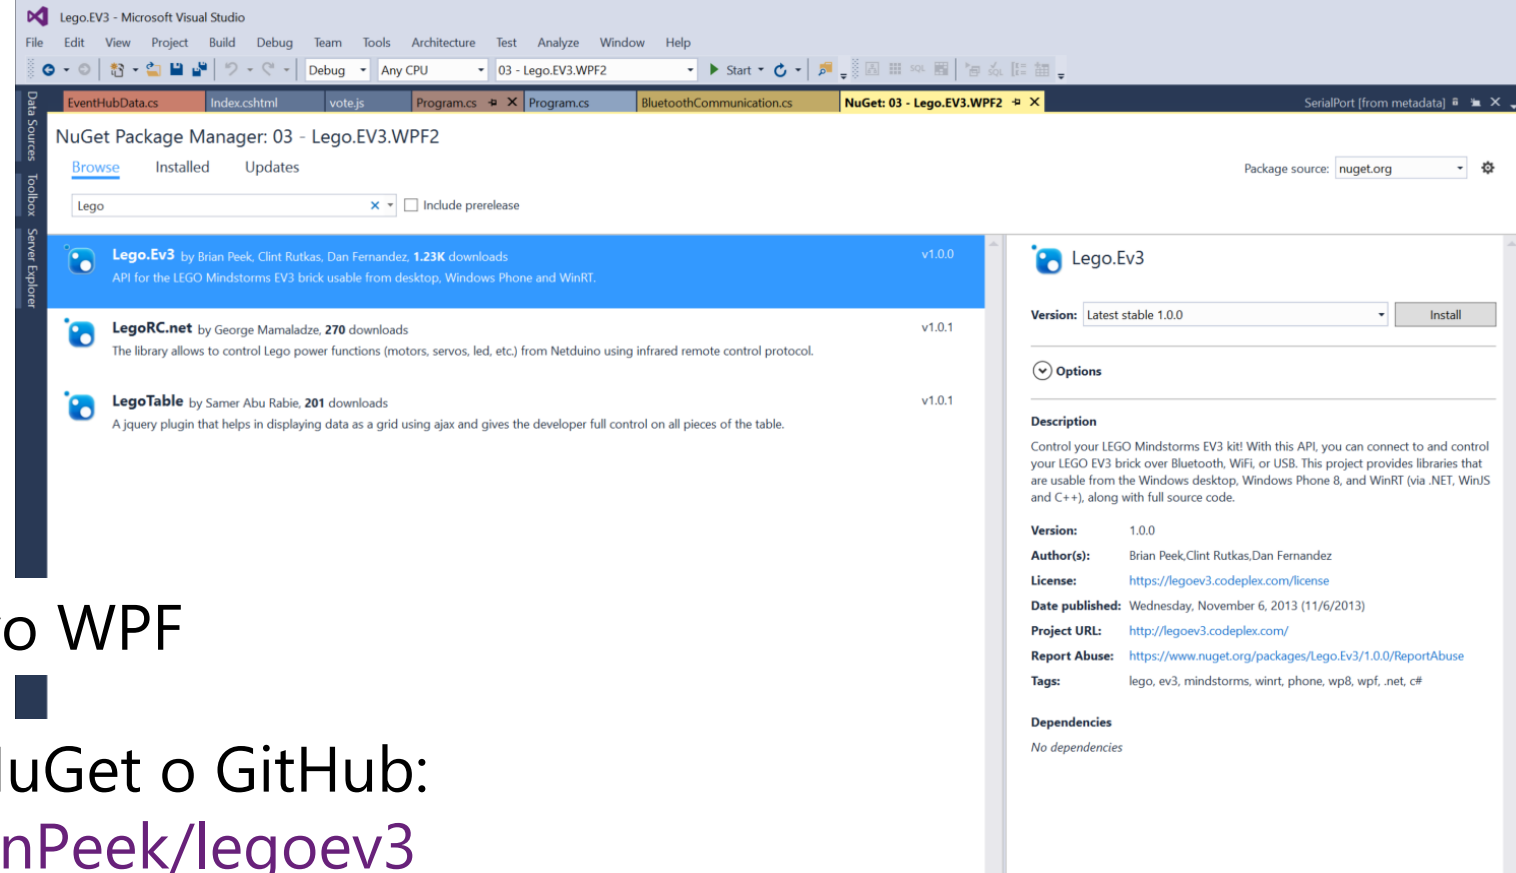 Lego.EV3 - Microsoft Visual Studio
File Edit View Project Build Debug Team Tools Architecture Test Analyze Window Help
Debug Any CPU 03 - Lego.EV3.WPF2 Start
EventHubData.cs Index.cshtml vote.js Program.cs Program.cs BluetoothCommunication.cs NuGet: 03 - Lego.EV3.WPF2 SerialPort [from metadata]
Data Sources
Toolbox
Server Explorer
NuGet Package Manager: 03 - Lego.EV3.WPF2
Browse Installed Updates
Package source: nuget.org
Lego Include prerelease
Lego.Ev3 by Brian Peek, Clint Rutkas, Dan Fernandez, 1.23K downloads v1.0.0
API for the LEGO Mindstorms EV3 brick usable from desktop, Windows Phone and WinRT.
LegoRC.net by George Mamaladze, 270 downloads v1.0.1
The library allows to control Lego power functions (motors, servos, led, etc.) from Netduino using infrared remote control protocol.
LegoTable by Samer Abu Rabie, 201 downloads v1.0.1
A jquery plugin that helps in displaying data as a grid using ajax and gives the developer full control on all pieces of the table.
Lego.Ev3
Version: Latest stable 1.0.0 Install
Options
Description
Control your LEGO Mindstorms EV3 kit! With this API, you can connect to and control
your LEGO EV3 brick over Bluetooth, WiFi, or USB. This project provides libraries that
are usable from the Windows desktop, Windows Phone 8, and WinRT (via .NET, WinJS
and C++), along with full source code.
Version: 1.0.0
Author(s): Brian Peek,Clint Rutkas,Dan Fernandez
License: https://legoev3.codeplex.com/license
Date published: Wednesday, November 6, 2013 (11/6/2013)
Project URL: http://legoev3.codeplex.com/
Report Abuse: https://www.nuget.org/packages/Lego.Ev3/1.0.0/ReportAbuse
Tags: lego, ev3, mindstorms, winrt, phone, wp8, wpf, .net, c#
Dependencies
No dependencies
o WPF
uGet o GitHub:
nPeek/legoev3